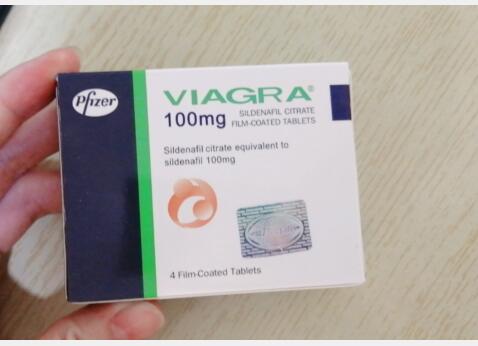 Pfizer
VIAGRA®
100mg
SILDENAFIL CITRATE
FILM-COATED TABLETS
Sildenafil citrate equivalent to
sildenafil 100mg
4 Film-Coated Tablets